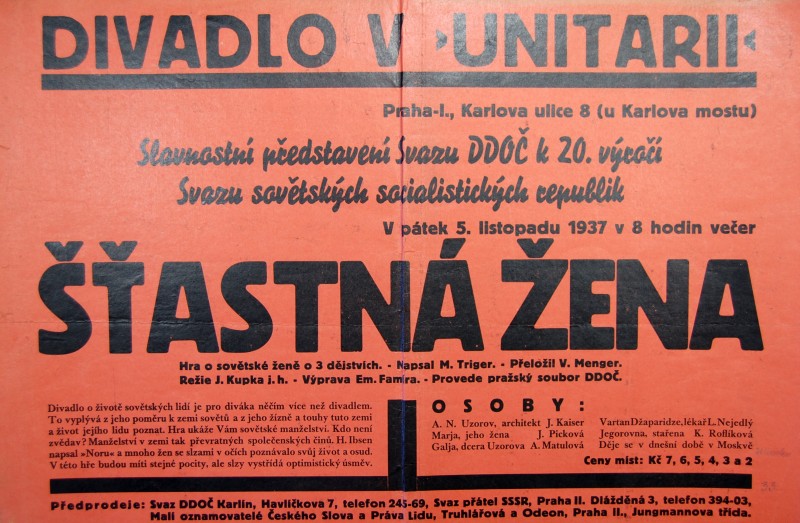 DIVADLO V ›UNITARII‹
Praha-I., Karlova ulice 8 (u Karlova mostu)
Slavnostní představení Svazu DDOČ k 20. výročí
Svazu sovětských socialistických republik
V pátek 5. listopadu 1937 v 8 hodin večer
ŠŤASTNÁ ŽENA
Hra o sovětské ženě o 3 dějstvích. - Napsal M. Triger. - Přeložil V. Menger.
Režie J. Kupka j. h. - Výprava Em. Famíra. - Provede pražský soubor DDOČ.
Divadlo o životě sovětských lidí je pro diváka něčím více než divadlem.
To vyplývá z jeho poměru k zemi sovětů a z jeho žízně a touhy tuto zemi
a život jejího lidu poznat. Hra ukáže Vám sovětské manželství. Kdo není
zvědav? Manželství v zemi tak převratných společenských činů. H. Ibsen
napsal »Noru« a mnoho žen se slzami v očích poznávalo svůj život a osud.
V této hře budou míti stejné pocity, ale slzy vystřídá optimistický úsměv.
OSOBY:
A. N. Uzorov, architekt J. Kaiser
Marja, jeho žena J. Picková
Galja, dcera Uzorova A. Matulová
Vartan Džaparidze, lékař L. Nejedlý
Jegorovna, stařena K. Roflíková
Děje se v dnešní době v Moskvě
Ceny míst: Kč 7, 6, 5, 4, 3 a 2
Předprodeje: Svaz DDOČ Karlín, Havlíčkova 7, telefon 245-69, Svaz přátel SSSR, Praha II. Dlážděná 3, telefon 394-03,
Malí oznamovatelé Českého Slova a Práva Lidu, Truhlářová a Odeon, Praha II., Jungmannova třída.